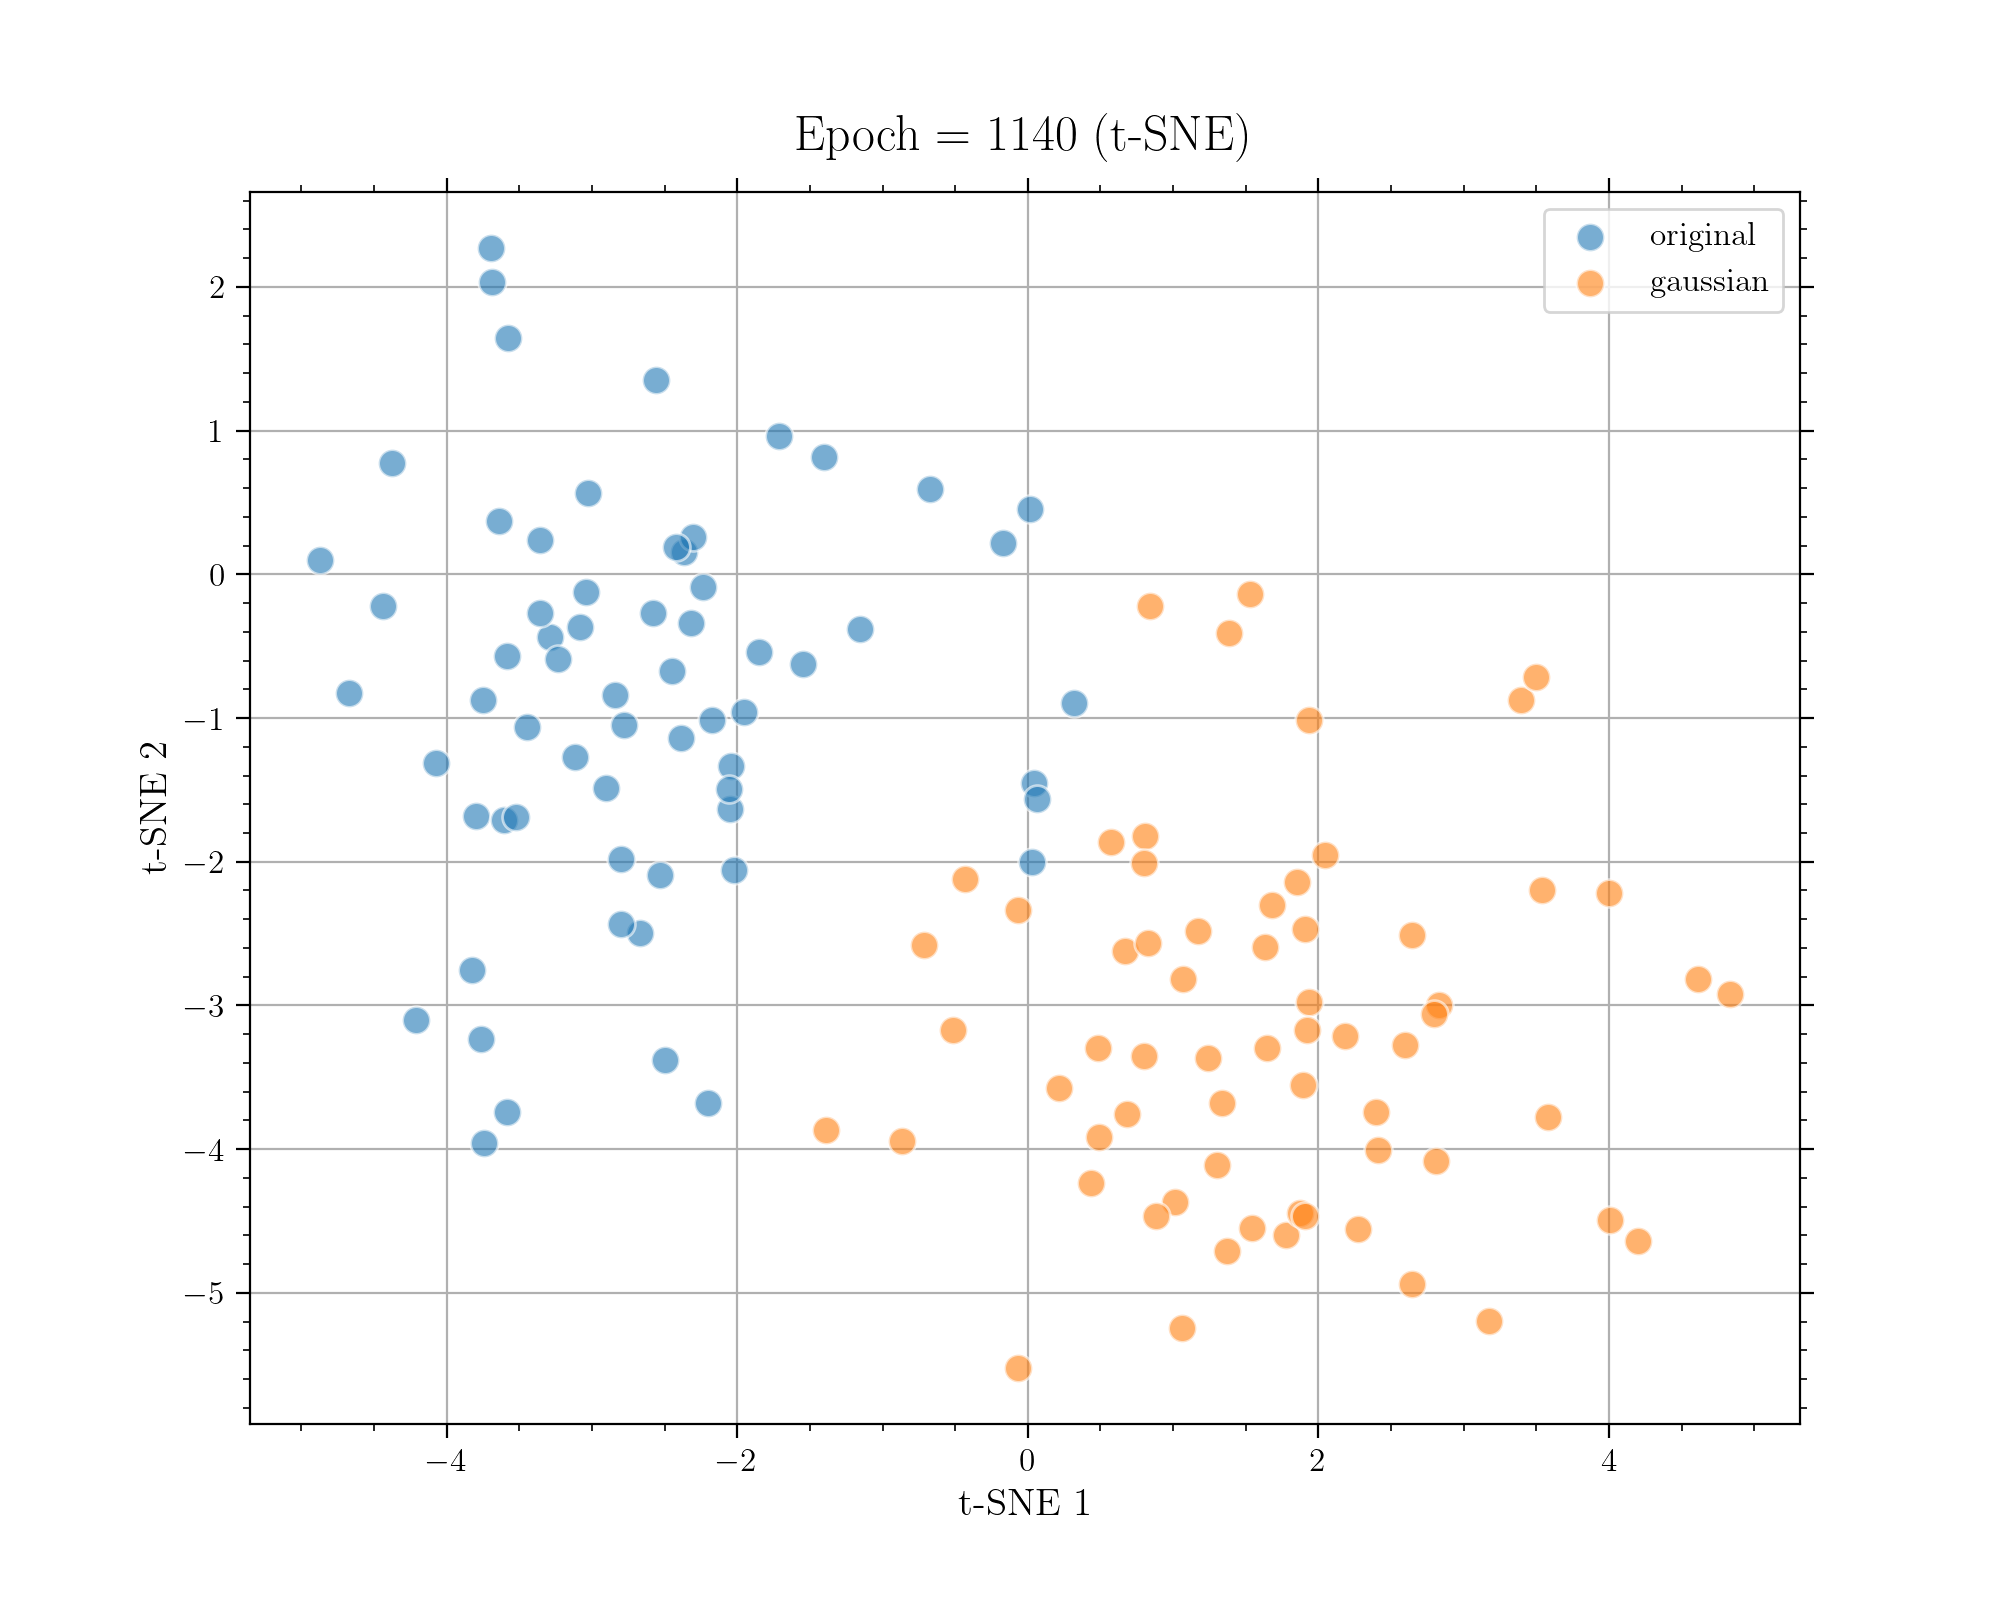 Epoch = 1140 (t-SNE)
original
gaussian
2
1
0
−1
−2
−3
−4
−5
t-SNE 2
−4
−2
0
2
4
t-SNE 1